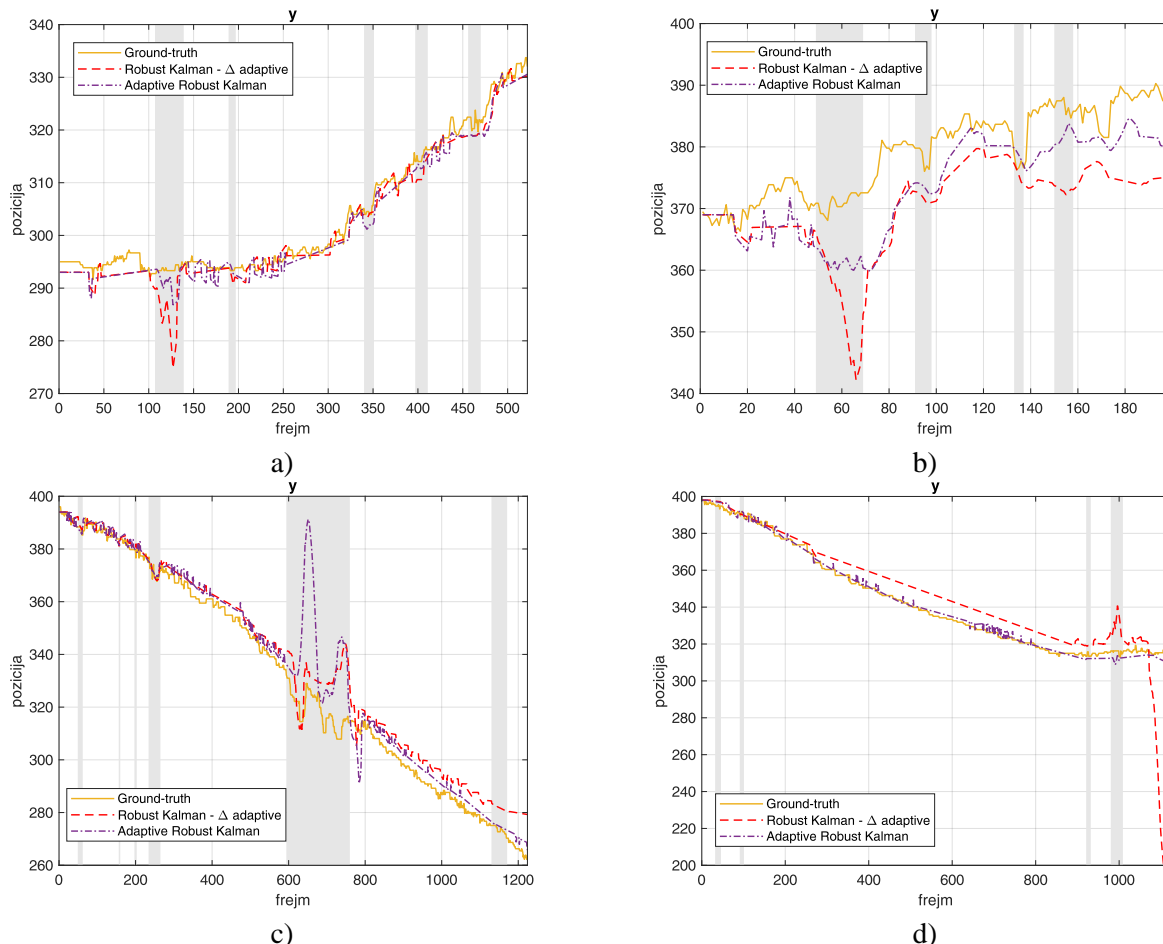 y
340
330
320
310
300
290
280
270
pozicija
0 50 100 150 200 250 300 350 400 450 500
frejm
Ground-truth
Robust Kalman - Δ adaptive
Adaptive Robust Kalman
a)
y
400
390
380
370
360
350
340
pozicija
0 20 40 60 80 100 120 140 160 180
frejm
Ground-truth
Robust Kalman - Δ adaptive
Adaptive Robust Kalman
b)
y
400
380
360
340
320
300
280
260
pozicija
0 200 400 600 800 1000 1200
frejm
Ground-truth
Robust Kalman - Δ adaptive
Adaptive Robust Kalman
c)
y
400
380
360
340
320
300
280
260
240
220
200
pozicija
0 200 400 600 800 1000
frejm
Ground-truth
Robust Kalman - Δ adaptive
Adaptive Robust Kalman
d)